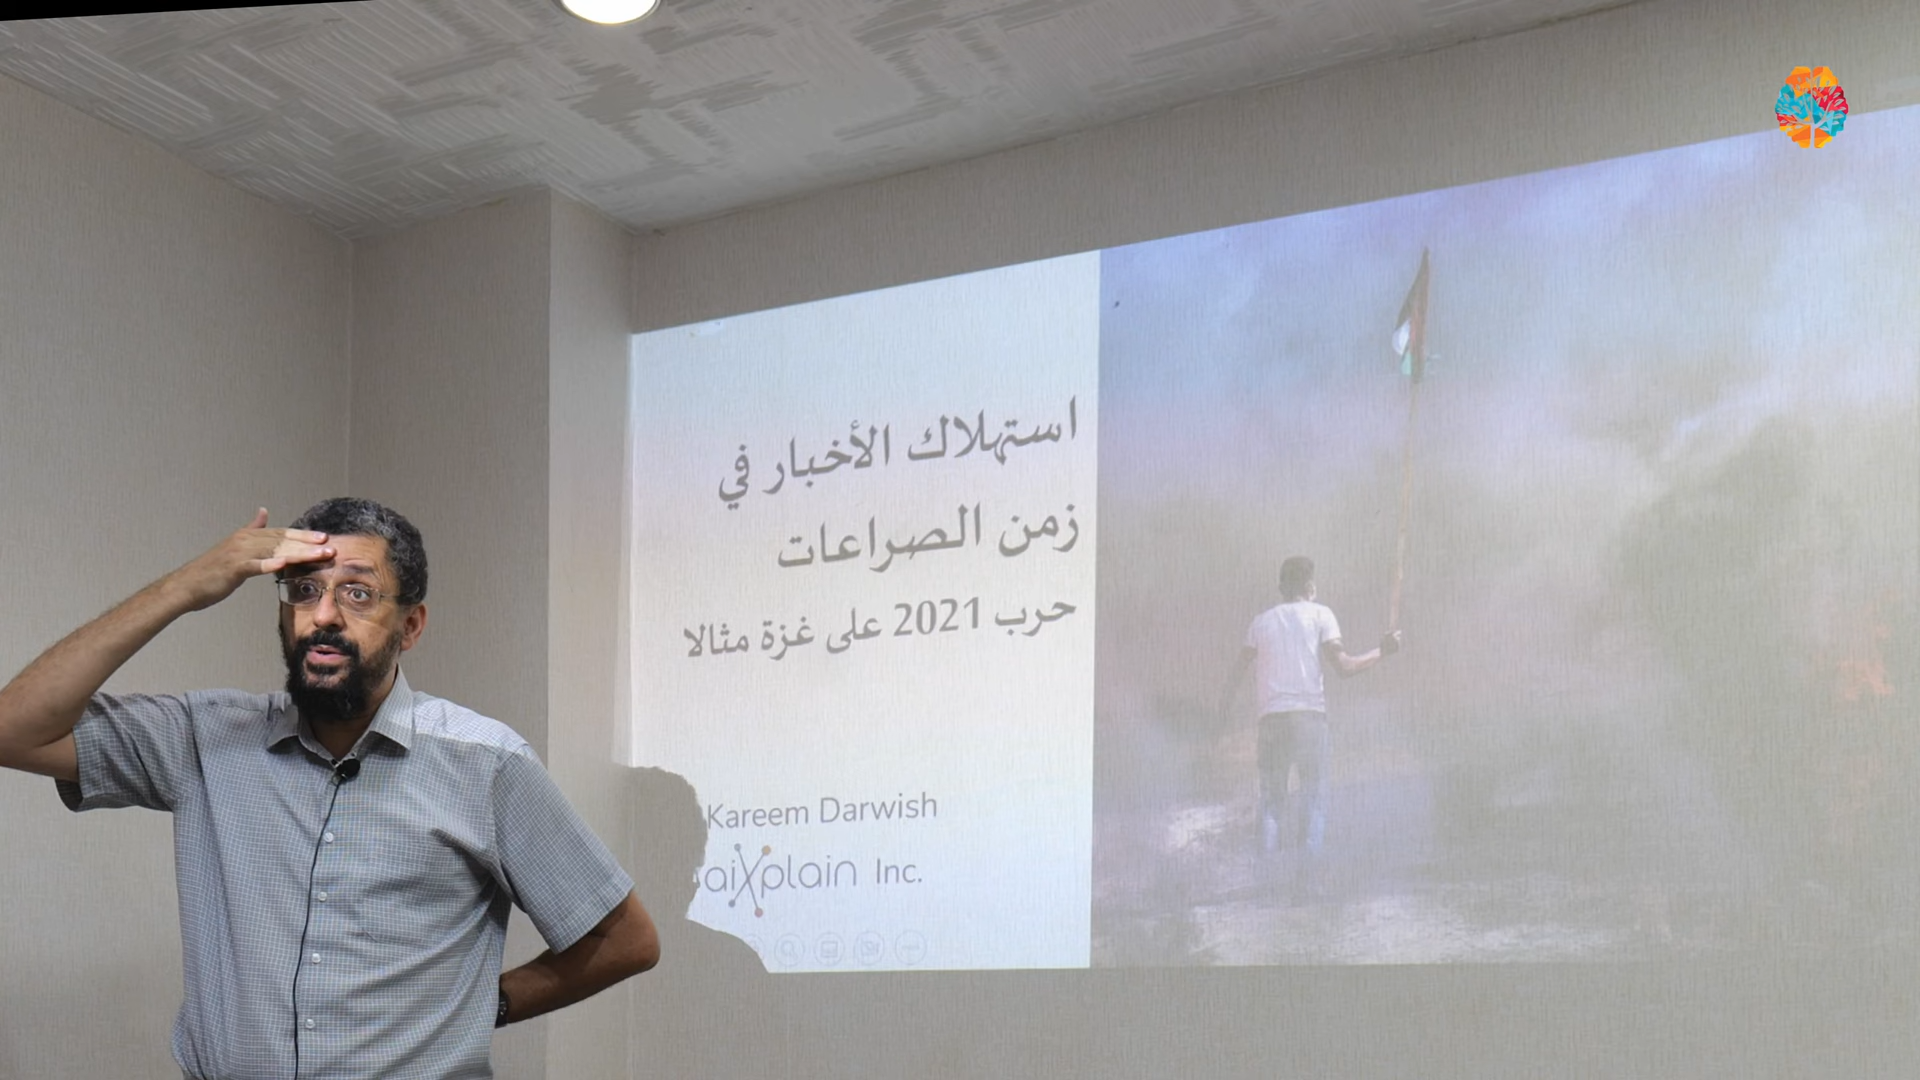 استهلاك الأخبار في
زمن الصراعات
حرب 2021 على غزة مثالا
Kareem Darwish
aiXplain Inc.